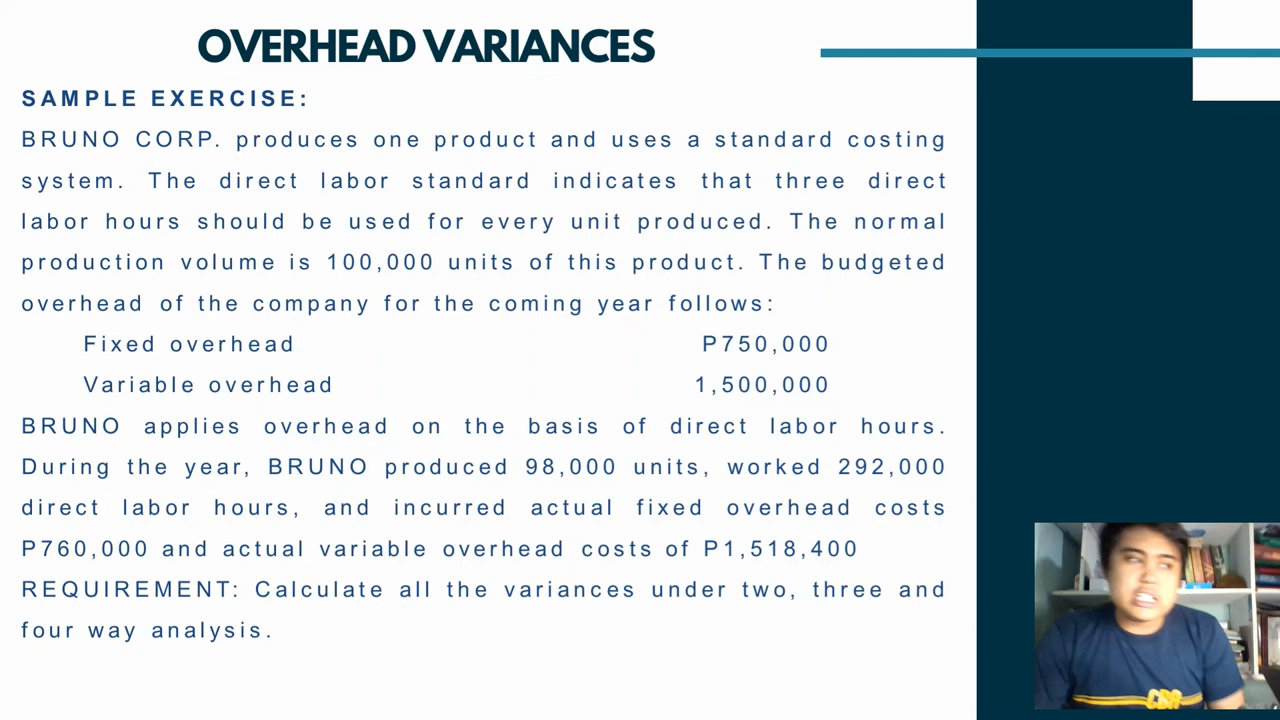 OVERHEAD VARIANCES
SAMPLE EXERCISE:
BRUNO CORP. produces one product and uses a standard costing
system. The direct labor standard indicates that three direct
labor hours should be used for every unit produced. The normal
production volume is 100,000 units of this product. The budgeted
overhead of the company for the coming year follows:
Fixed overhead P750,000
Variable overhead 1,500,000
BRUNO applies overhead on the basis of direct labor hours.
During the year, BRUNO produced 98,000 units, worked 292,000
direct labor hours, and incurred actual fixed overhead costs
P760,000 and actual variable overhead costs of P1,518,400
REQUIREMENT: Calculate all the variances under two, three and
four way analysis.